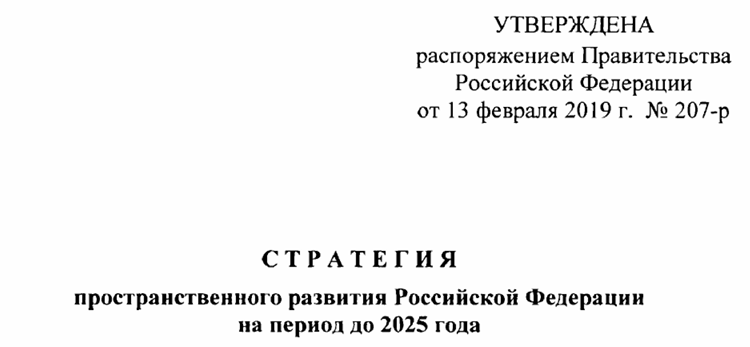 УТВЕРЖДЕНА
распоряжением Правительства
Российской Федерации
от 13 февраля 2019 г. № 207-р
С Т Р А Т Е Г И Я
пространственного развития Российской Федерации
на период до 2025 года